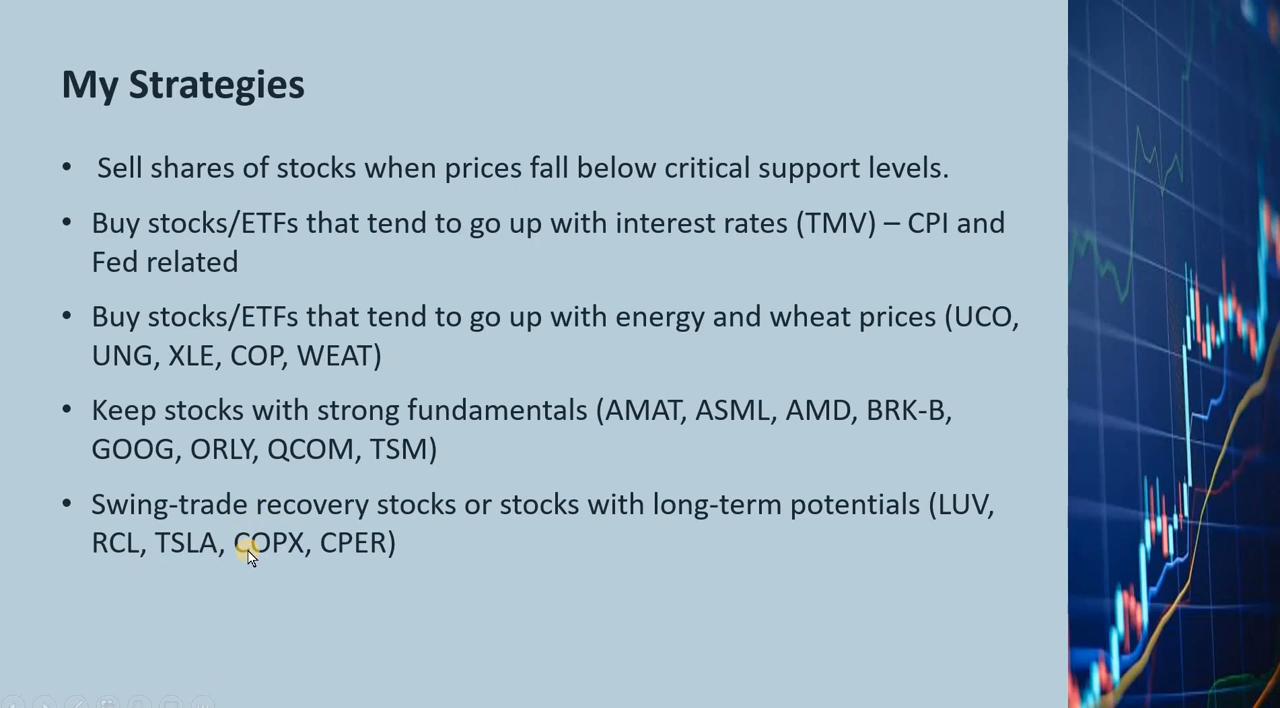 My Strategies
• Sell shares of stocks when prices fall below critical support levels.
• Buy stocks/ETFs that tend to go up with interest rates (TMV) – CPI and
Fed related
• Buy stocks/ETFs that tend to go up with energy and wheat prices (UCO,
UNG, XLE, COP, WEAT)
• Keep stocks with strong fundamentals (AMAT, ASML, AMD, BRK-B,
GOOG, ORLY, QCOM, TSM)
• Swing-trade recovery stocks or stocks with long-term potentials (LUV,
RCL, TSLA, COPX, CPER)